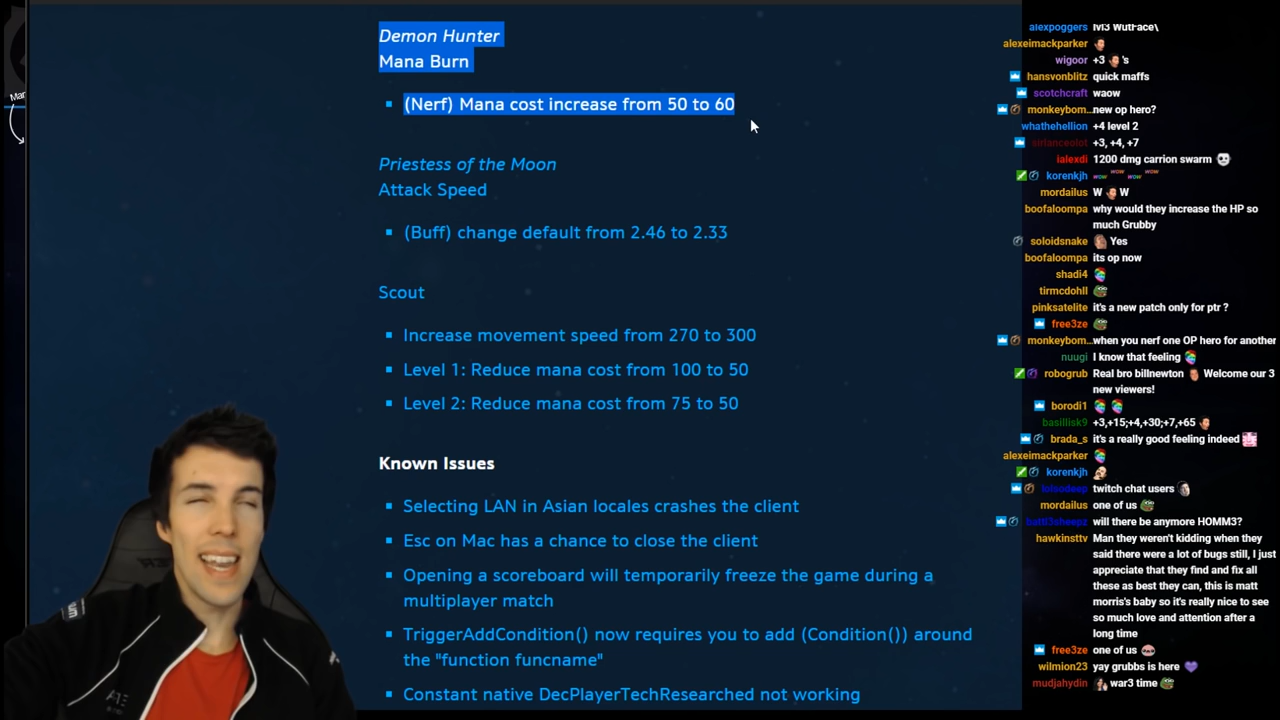 Demon Hunter
Mana Burn
(Nerf) Mana cost increase from 50 to 60
Priestess of the Moon
Attack Speed
(Buff) change default from 2.46 to 2.33
Scout
Increase movement speed from 270 to 300
Level 1: Reduce mana cost from 100 to 50
Level 2: Reduce mana cost from 75 to 50
Known Issues
Selecting LAN in Asian locales crashes the client
Esc on Mac has a chance to close the client
Opening a scoreboard will temporarily freeze the game during a
multiplayer match
TriggerAddCondition() now requires you to add (Condition()) around
the "function funcname"
Constant native DecPlayerTechResearched not working
Mar
alexpoggers lvl3 WutFace\
alexeimackparker
wigoor +3 's
hansvonblitz quick maffs
scotchcraft waow
monkeybom... new op hero?
whathehellion +4 level 2
sirlanceolot +3, +4, +7
ialexdi 1200 dmg carrion swarm
korenkjh wow wow wow wow
mordailus W W
boofaloompa why would they increase the HP so
much Grubby
soloidsnake Yes
boofaloompa its op now
shadi4
tirmcdohll
pinksatelite it's a new patch only for ptr ?
free3ze
monkeybom... when you nerf one OP hero for another
nuugi I know that feeling
robogrub Real bro billnewton Welcome our 3
new viewers!
borodi1
basillisk9 +3,+15;+4,+30;+7,+65
brada_s it's a really good feeling indeed
alexeimackparker
korenkjh
lolsodeep twitch chat users
mordailus one of us
battl3sheepz will there be anymore HOMM3?
hawkinsttv Man they weren't kidding when they
said there were a lot of bugs still, I just
appreciate that they find and fix all
these as best they can, this is matt
morris's baby so it's really nice to see
so much love and attention after a
long time
free3ze one of us
wilmion23 yay grubbs is here
mudjahydin war3 time